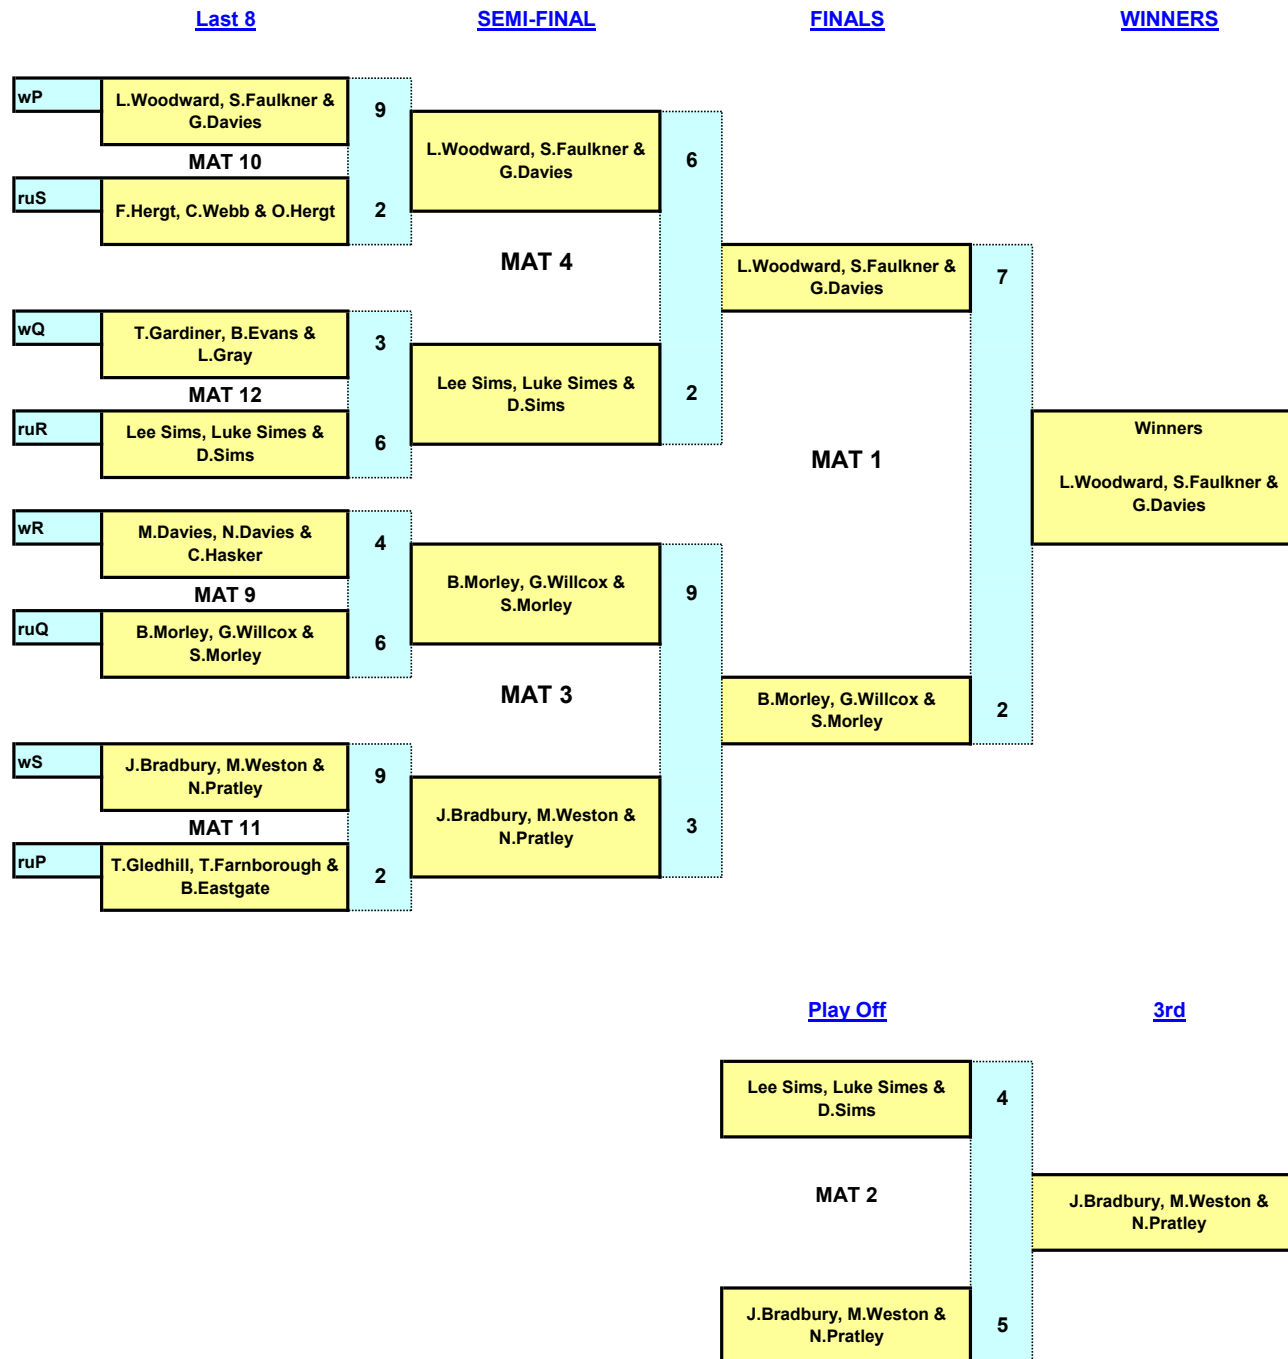 Last 8
SEMI-FINAL
FINALS
WINNERS
wP
L.Woodward, S.Faulkner &
G.Davies
9
MAT 10
ruS
F.Hergt, C.Webb & O.Hergt
2
L.Woodward, S.Faulkner &
G.Davies
6
MAT 4
wQ
T.Gardiner, B.Evans &
L.Gray
3
MAT 12
ruR
Lee Sims, Luke Simes &
D.Sims
6
Lee Sims, Luke Simes &
D.Sims
2
L.Woodward, S.Faulkner &
G.Davies
7
MAT 1
Winners
L.Woodward, S.Faulkner &
G.Davies
wR
M.Davies, N.Davies &
C.Hasker
4
MAT 9
ruQ
B.Morley, G.Willcox &
S.Morley
6
B.Morley, G.Willcox &
S.Morley
9
MAT 3
B.Morley, G.Willcox &
S.Morley
2
wS
J.Bradbury, M.Weston &
N.Pratley
9
MAT 11
ruP
T.Gledhill, T.Farnborough &
B.Eastgate
2
J.Bradbury, M.Weston &
N.Pratley
3
Play Off
3rd
Lee Sims, Luke Simes &
D.Sims
4
MAT 2
J.Bradbury, M.Weston &
N.Pratley
J.Bradbury, M.Weston &
N.Pratley
5